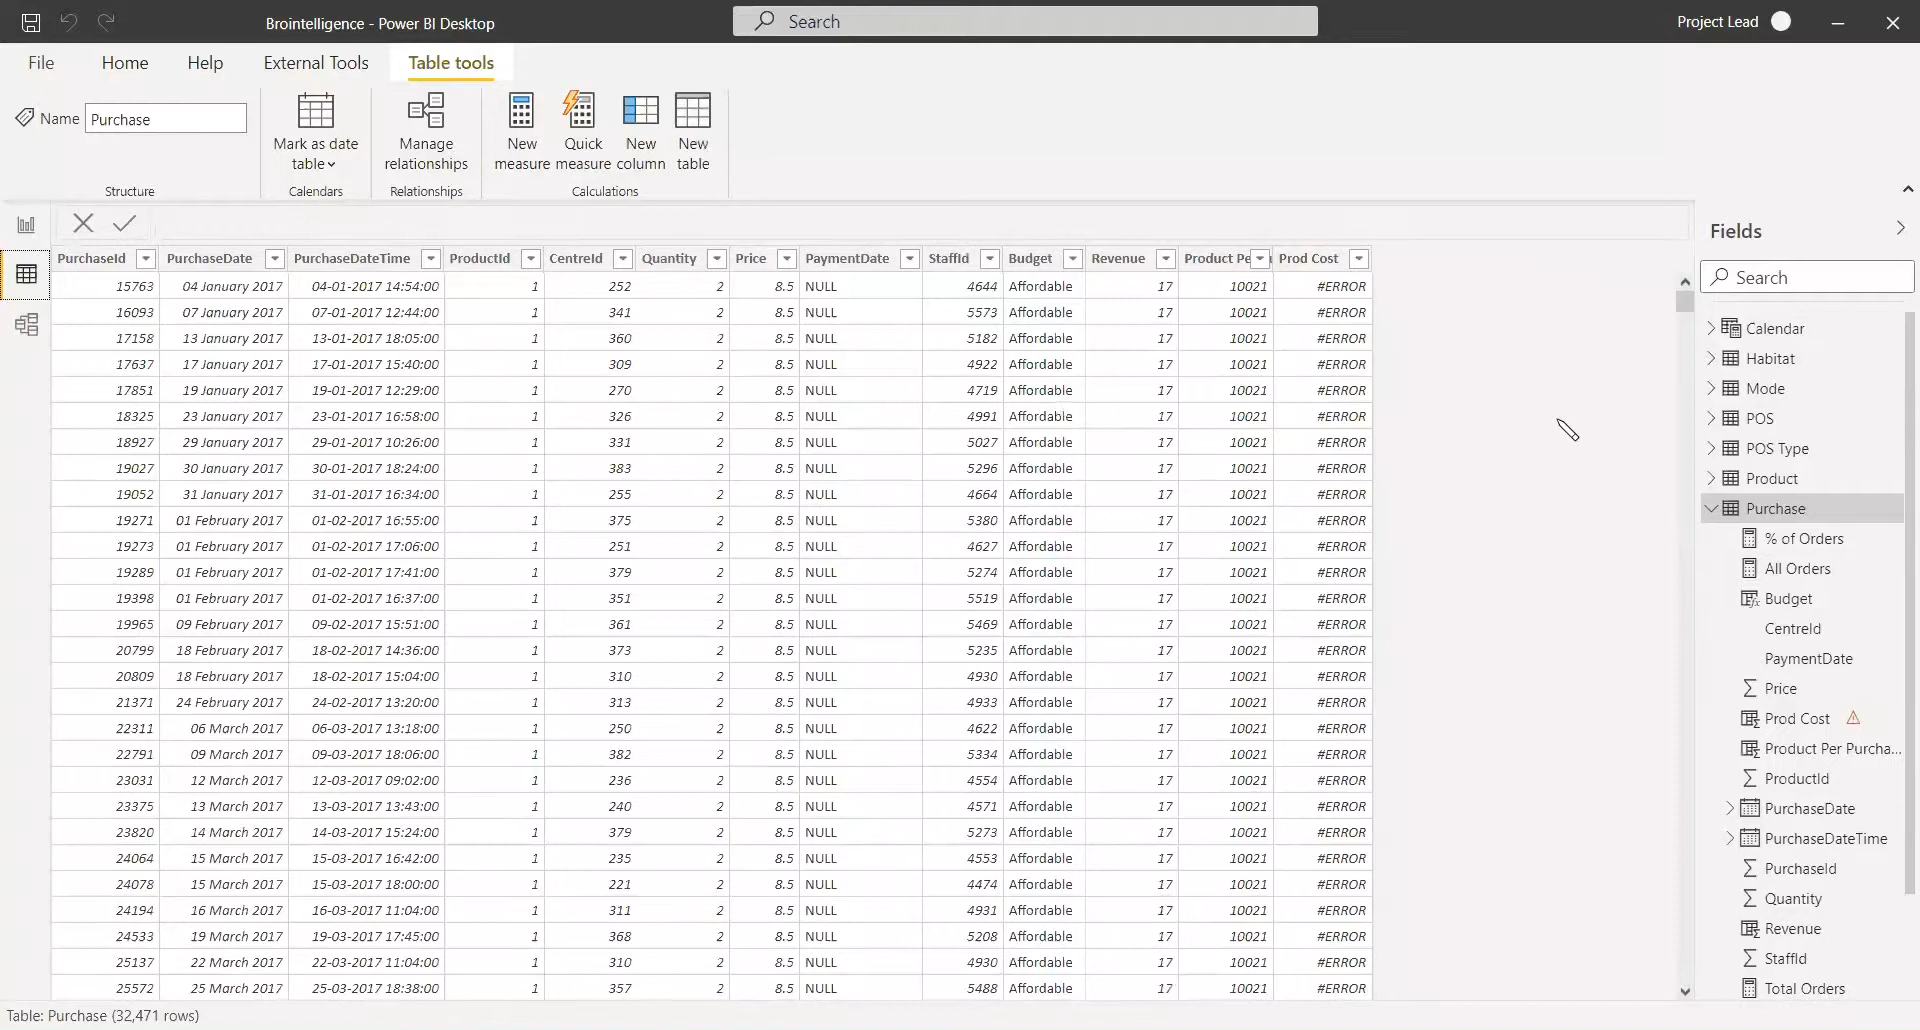 Brointelligence - Power BI Desktop
Search
Project Lead
File Home Help External Tools Table tools
Name Purchase
Mark as date table
Manage relationships
New measure
Quick measure
New column
New table
Structure Calendars Relationships Calculations
PurchaseId PurchaseDate PurchaseDateTime ProductId CentreId Quantity Price PaymentDate StaffId Budget Revenue Product Pe Prod Cost
15763 04 January 2017 04-01-2017 14:54:00 1 252 2 8.5 NULL 4644 Affordable 17 10021 #ERROR
16093 07 January 2017 07-01-2017 12:44:00 1 341 2 8.5 NULL 5573 Affordable 17 10021 #ERROR
17158 13 January 2017 13-01-2017 18:05:00 1 360 2 8.5 NULL 5182 Affordable 17 10021 #ERROR
17637 17 January 2017 17-01-2017 15:40:00 1 309 2 8.5 NULL 4922 Affordable 17 10021 #ERROR
17851 19 January 2017 19-01-2017 12:29:00 1 270 2 8.5 NULL 4719 Affordable 17 10021 #ERROR
18325 23 January 2017 23-01-2017 16:58:00 1 326 2 8.5 NULL 4991 Affordable 17 10021 #ERROR
18927 29 January 2017 29-01-2017 10:26:00 1 331 2 8.5 NULL 5027 Affordable 17 10021 #ERROR
19027 30 January 2017 30-01-2017 18:24:00 1 383 2 8.5 NULL 5296 Affordable 17 10021 #ERROR
19052 31 January 2017 31-01-2017 16:34:00 1 255 2 8.5 NULL 4664 Affordable 17 10021 #ERROR
19271 01 February 2017 01-02-2017 16:55:00 1 375 2 8.5 NULL 5380 Affordable 17 10021 #ERROR
19273 01 February 2017 01-02-2017 17:06:00 1 251 2 8.5 NULL 4627 Affordable 17 10021 #ERROR
19289 01 February 2017 01-02-2017 17:41:00 1 379 2 8.5 NULL 5274 Affordable 17 10021 #ERROR
19398 01 February 2017 01-02-2017 16:37:00 1 351 2 8.5 NULL 5519 Affordable 17 10021 #ERROR
19965 09 February 2017 09-02-2017 15:51:00 1 361 2 8.5 NULL 5469 Affordable 17 10021 #ERROR
20799 18 February 2017 18-02-2017 14:36:00 1 373 2 8.5 NULL 5235 Affordable 17 10021 #ERROR
20809 18 February 2017 18-02-2017 15:04:00 1 310 2 8.5 NULL 4930 Affordable 17 10021 #ERROR
21371 24 February 2017 24-02-2017 13:20:00 1 313 2 8.5 NULL 4933 Affordable 17 10021 #ERROR
22311 06 March 2017 06-03-2017 13:18:00 1 250 2 8.5 NULL 4622 Affordable 17 10021 #ERROR
22791 09 March 2017 09-03-2017 18:06:00 1 382 2 8.5 NULL 5334 Affordable 17 10021 #ERROR
23031 12 March 2017 12-03-2017 09:02:00 1 236 2 8.5 NULL 4554 Affordable 17 10021 #ERROR
23375 13 March 2017 13-03-2017 13:43:00 1 240 2 8.5 NULL 4571 Affordable 17 10021 #ERROR
23820 14 March 2017 14-03-2017 15:24:00 1 379 2 8.5 NULL 5273 Affordable 17 10021 #ERROR
24064 15 March 2017 15-03-2017 16:42:00 1 235 2 8.5 NULL 4553 Affordable 17 10021 #ERROR
24078 15 March 2017 15-03-2017 18:00:00 1 221 2 8.5 NULL 4474 Affordable 17 10021 #ERROR
24194 16 March 2017 16-03-2017 11:04:00 1 311 2 8.5 NULL 4931 Affordable 17 10021 #ERROR
24533 19 March 2017 19-03-2017 17:45:00 1 368 2 8.5 NULL 5208 Affordable 17 10021 #ERROR
25137 22 March 2017 22-03-2017 11:04:00 1 310 2 8.5 NULL 4930 Affordable 17 10021 #ERROR
25572 25 March 2017 25-03-2017 18:38:00 1 357 2 8.5 NULL 5488 Affordable 17 10021 #ERROR
Fields
Search
Calendar
Habitat
Mode
POS
POS Type
Product
Purchase
% of Orders
All Orders
Budget
CentreId
PaymentDate
Price
Prod Cost
Product Per Purcha...
ProductId
PurchaseDate
PurchaseDateTime
PurchaseId
Quantity
Revenue
StaffId
Total Orders
Table: Purchase (32,471 rows)